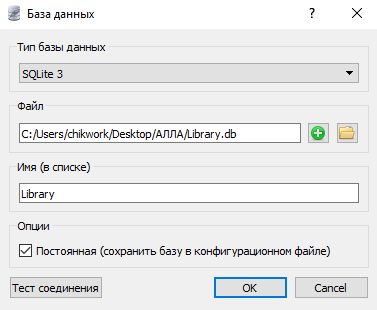 База данных
?
Тип базы данных
SQLite 3
Файл
C:/Users/chikwork/Desktop/АЛЛА/Library.db
Имя (в списке)
Library
Опции
Постоянная (сохранить базу в конфигурационном файле)
Тест соединения
OK
Cancel